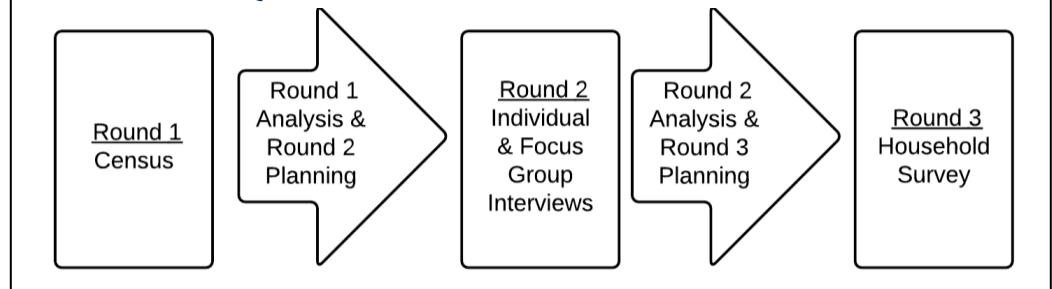 Round 1
Census
Round 1
Analysis &
Round 2
Planning
Round 2
Individual
& Focus
Group
Interviews
Round 2
Analysis &
Round 3
Planning
Round 3
Household
Survey